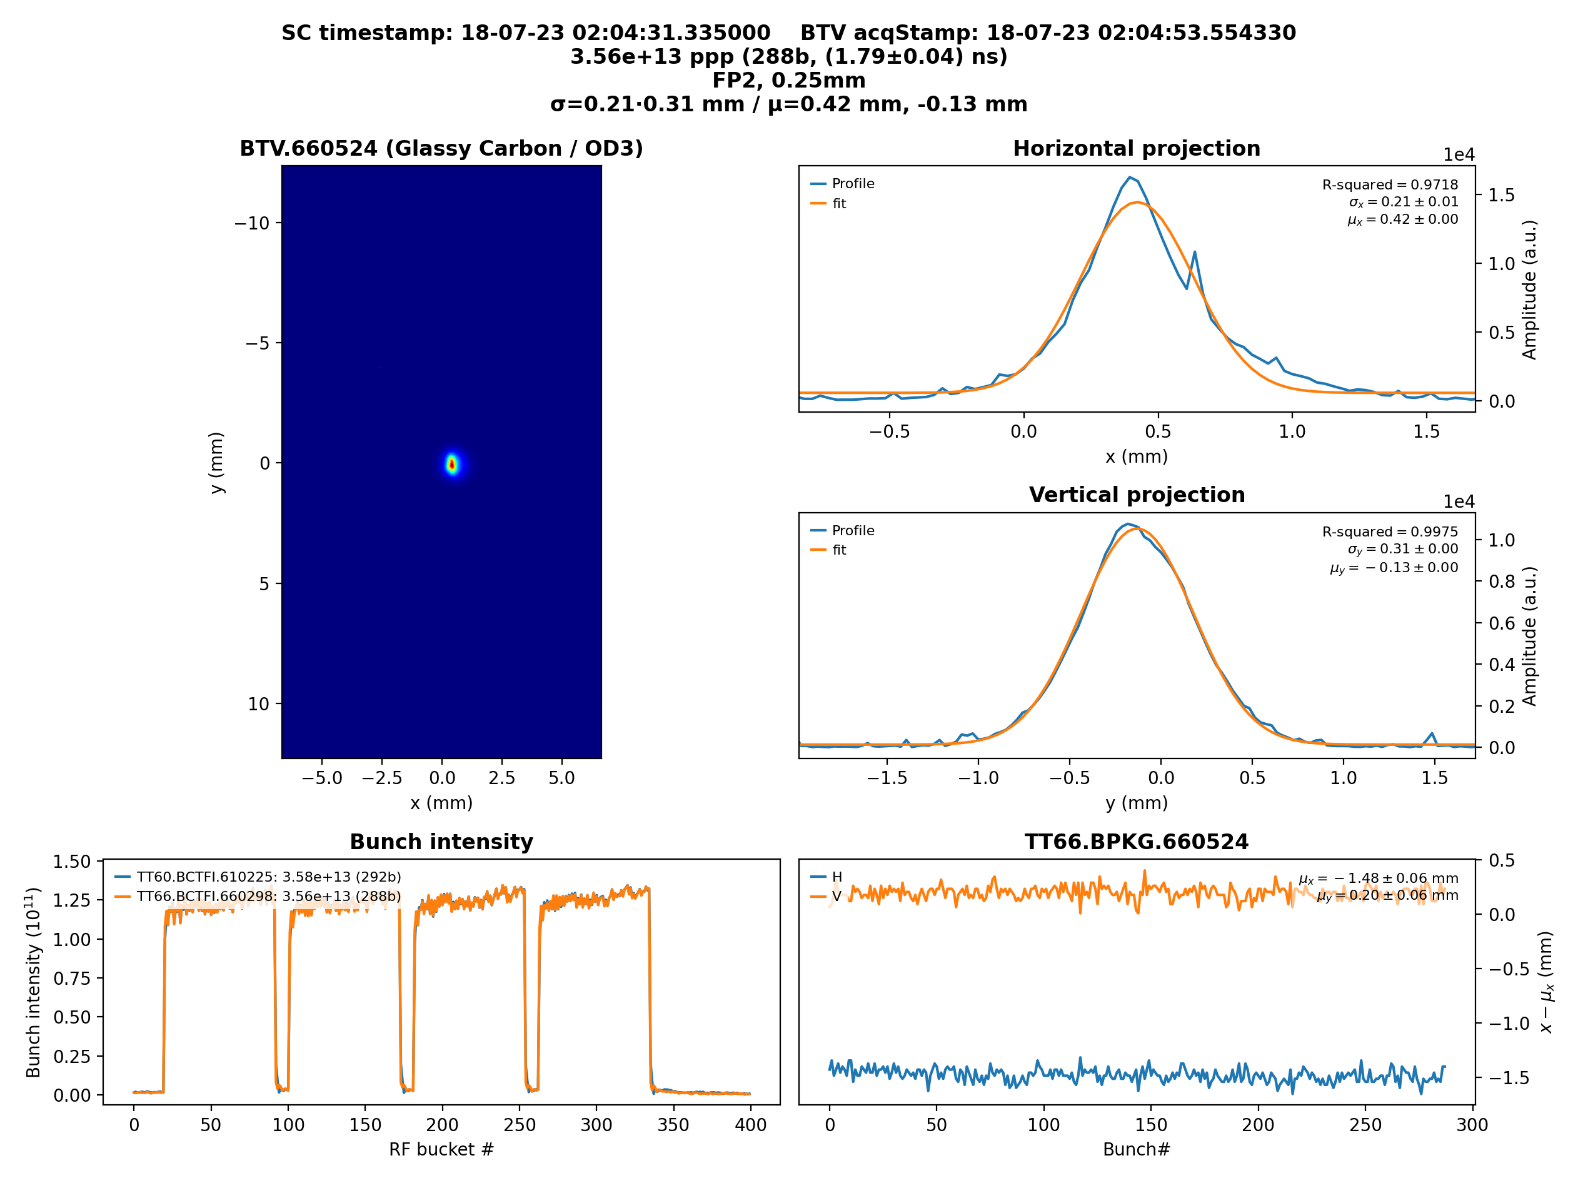 SC timestamp: 18-07-23 02:04:31.335000    BTV acqStamp: 18-07-23 02:04:53.554330
3.56e+13 ppp (288b, (1.79±0.04) ns)
FP2, 0.25mm
σ=0.21·0.31 mm / μ=0.42 mm, -0.13 mm
BTV.660524 (Glassy Carbon / OD3)
−10
−5
0
5
10
y (mm)
−5.0 −2.5 0.0 2.5 5.0
x (mm)
Horizontal projection
1e4
Profile
fit
R-squared = 0.9718
σx = 0.21 ± 0.01
μx = 0.42 ± 0.00
1.5
1.0
0.5
0.0
Amplitude (a.u.)
−0.5 0.0 0.5 1.0 1.5
x (mm)
Vertical projection
1e4
Profile
fit
R-squared = 0.9975
σy = 0.31 ± 0.00
μy = −0.13 ± 0.00
1.0
0.8
0.6
0.4
0.2
0.0
Amplitude (a.u.)
−1.5 −1.0 −0.5 0.0 0.5 1.0 1.5
y (mm)
Bunch intensity
TT60.BCTFI.610225: 3.58e+13 (292b)
TT66.BCTFI.660298: 3.56e+13 (288b)
1.50
1.25
1.00
0.75
0.50
0.25
0.00
Bunch intensity (10¹¹)
0 50 100 150 200 250 300 350 400
RF bucket #
TT66.BPKG.660524
H
V
μx = −1.48 ± 0.06 mm
μy = 0.20 ± 0.06 mm
0.5
0.0
−0.5
−1.0
−1.5
x − μx (mm)
0 50 100 150 200 250 300
Bunch#